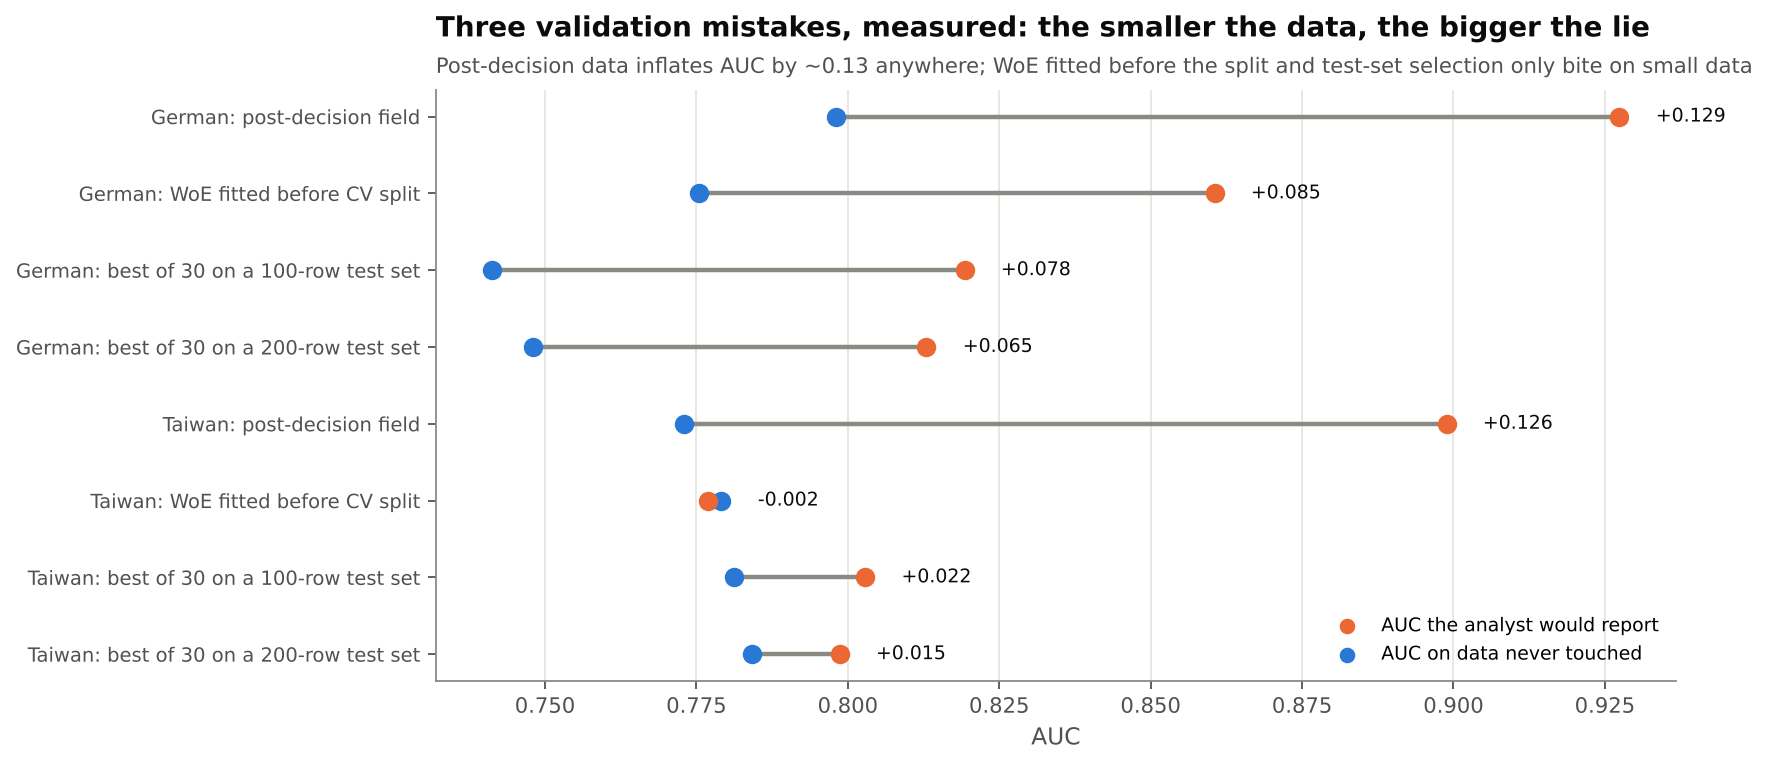 Three validation mistakes, measured: the smaller the data, the bigger the lie
Post-decision data inflates AUC by ~0.13 anywhere; WoE fitted before the split and test-set selection only bite on small data
German: post-decision field
+0.129
German: WoE fitted before CV split
+0.085
German: best of 30 on a 100-row test set
+0.078
German: best of 30 on a 200-row test set
+0.065
Taiwan: post-decision field
+0.126
Taiwan: WoE fitted before CV split
-0.002
Taiwan: best of 30 on a 100-row test set
+0.022
Taiwan: best of 30 on a 200-row test set
+0.015
AUC the analyst would report
AUC on data never touched
0.750 0.775 0.800 0.825 0.850 0.875 0.900 0.925
AUC